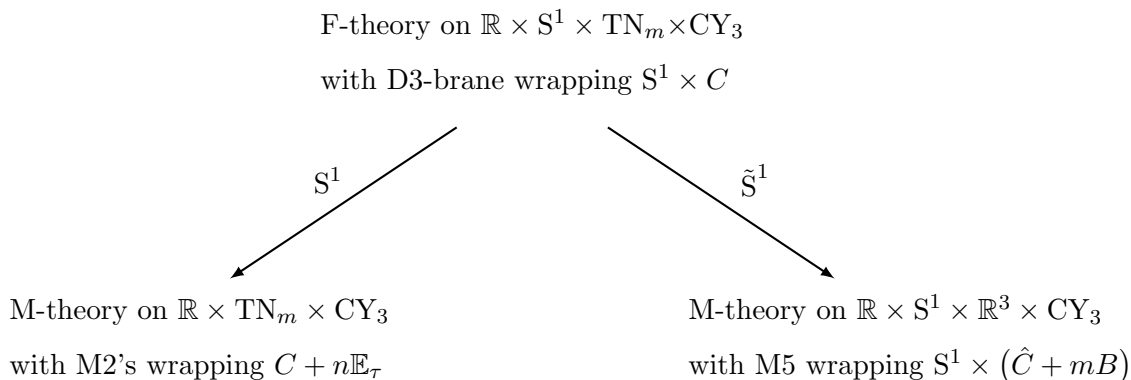 F-theory on ℝ × S¹ × TN_m × CY₃
with D3-brane wrapping S¹ × C
S¹
S̃¹
M-theory on ℝ × TN_m × CY₃
with M2's wrapping C + n𝔼_τ
M-theory on ℝ × S¹ × ℝ³ × CY₃
with M5 wrapping S¹ × (Ĉ + mB)